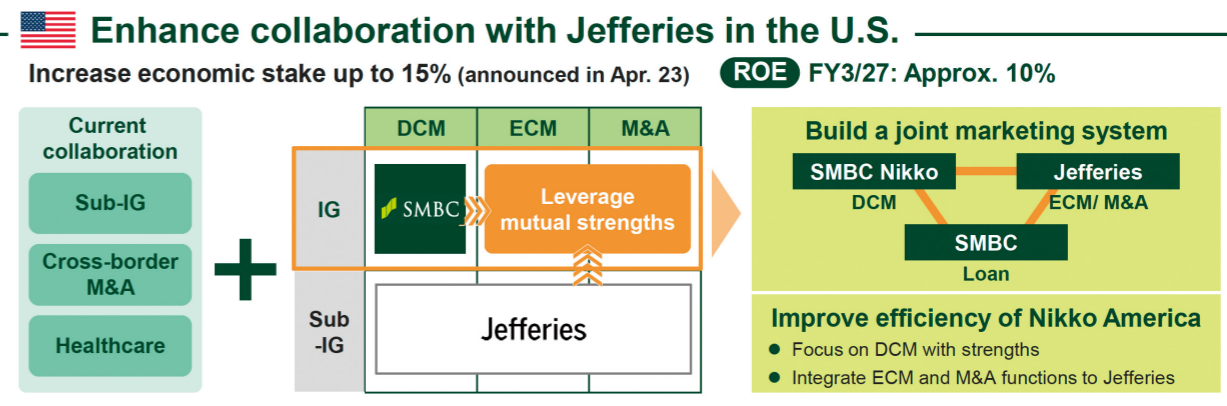 Enhance collaboration with Jefferies in the U.S.
Increase economic stake up to 15% (announced in Apr. 23)
ROE FY3/27: Approx. 10%
Current
collaboration
Sub-IG
Cross-border
M&A
Healthcare
DCM ECM M&A
IG
SMBC
Leverage
mutual strengths
Sub
-IG
Jefferies
Build a joint marketing system
SMBC Nikko
DCM
Jefferies
ECM/ M&A
SMBC
Loan
Improve efficiency of Nikko America
● Focus on DCM with strengths
● Integrate ECM and M&A functions to Jefferies